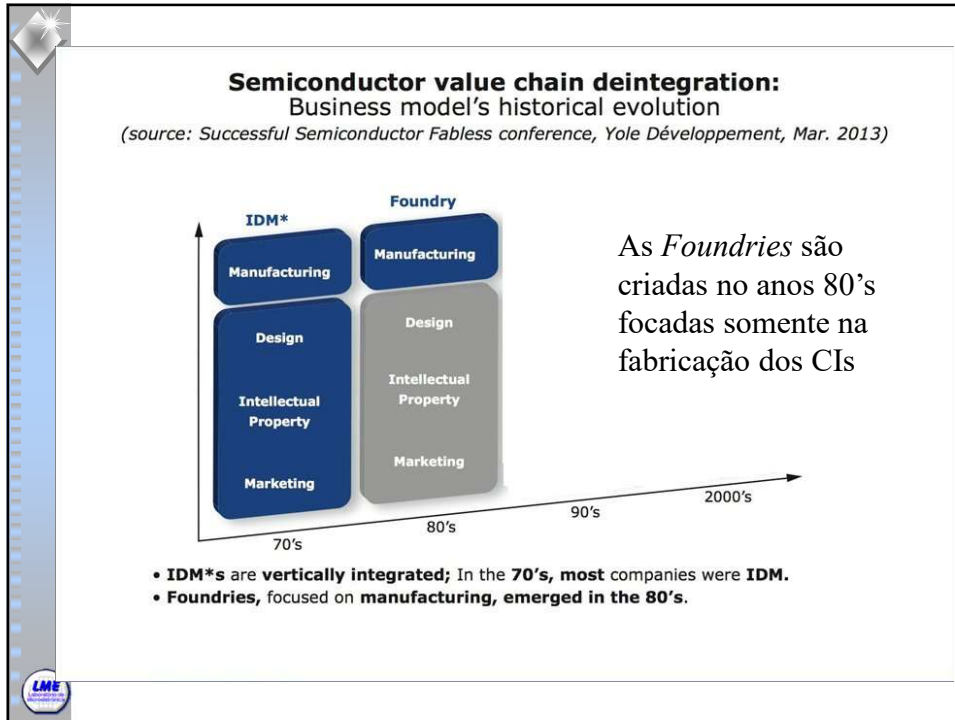 Semiconductor value chain deintegration:
Business model’s historical evolution
(source: Successful Semiconductor Fabless conference, Yole Développement, Mar. 2013)
IDM*
Foundry
Manufacturing
Manufacturing
Design
Design
Intellectual
Property
Intellectual
Property
Marketing
Marketing
As Foundries são
criadas no anos 80’s
focadas somente na
fabricação dos CIs
70’s
80’s
90’s
2000’s
• IDM*s are vertically integrated; In the 70’s, most companies were IDM.
• Foundries, focused on manufacturing, emerged in the 80’s.
LME